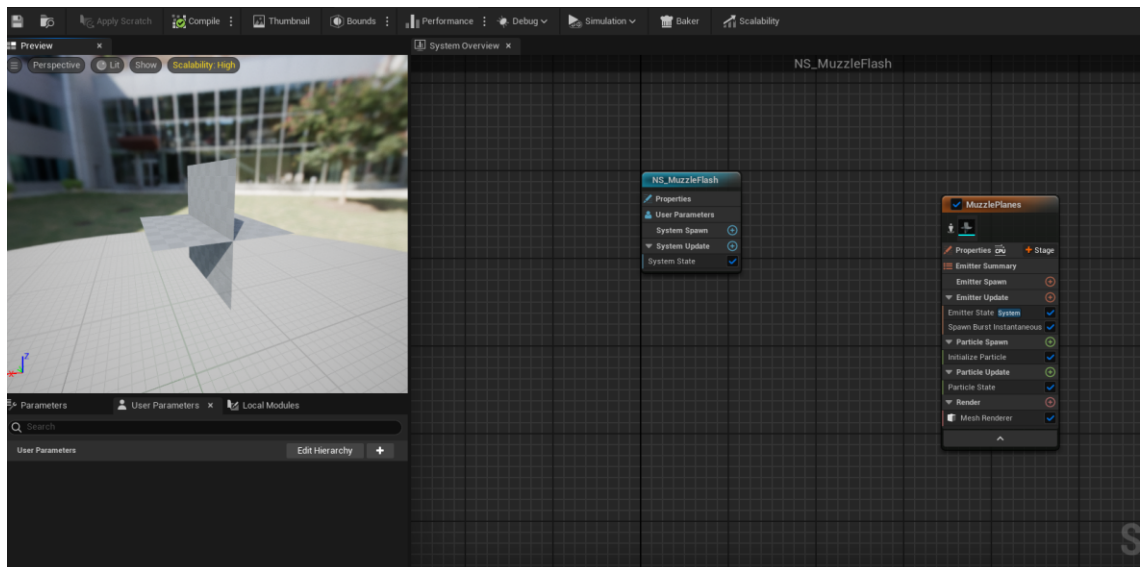 Apply Scratch Compile Thumbnail Bounds Performance Debug Simulation Baker Scalability
Preview
System Overview
Perspective Lit Show Scalability: High
NS_MuzzleFlash
NS_MuzzleFlash
Properties
User Parameters
System Spawn
System Update
System State
MuzzlePlanes
Properties CPU Stage
Emitter Summary
Emitter Spawn
Emitter Update
Emitter State System
Spawn Burst Instantaneous
Particle Spawn
Initialize Particle
Particle Update
Particle State
Render
Mesh Renderer
Z
X
Parameters User Parameters Local Modules
Search
User Parameters Edit Hierarchy
S